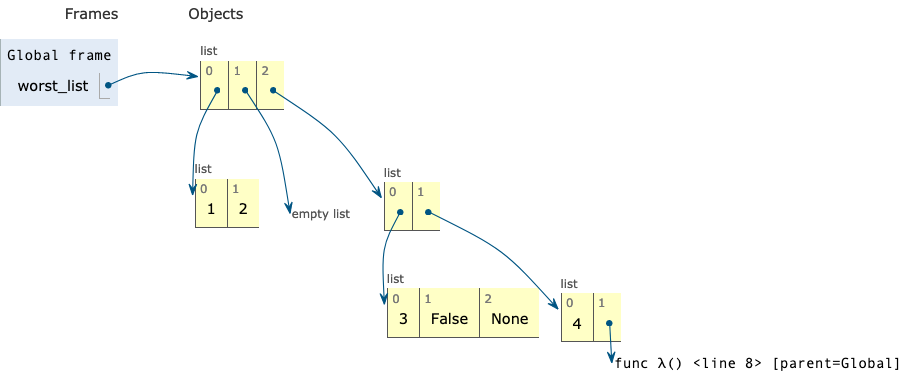 Frames Objects
Global frame
worst_list
list
0 1 2
list
0 1
1 2
empty list
list
0 1
list
0 1 2
3 False None
list
0 1
4
func λ() <line 8> [parent=Global]